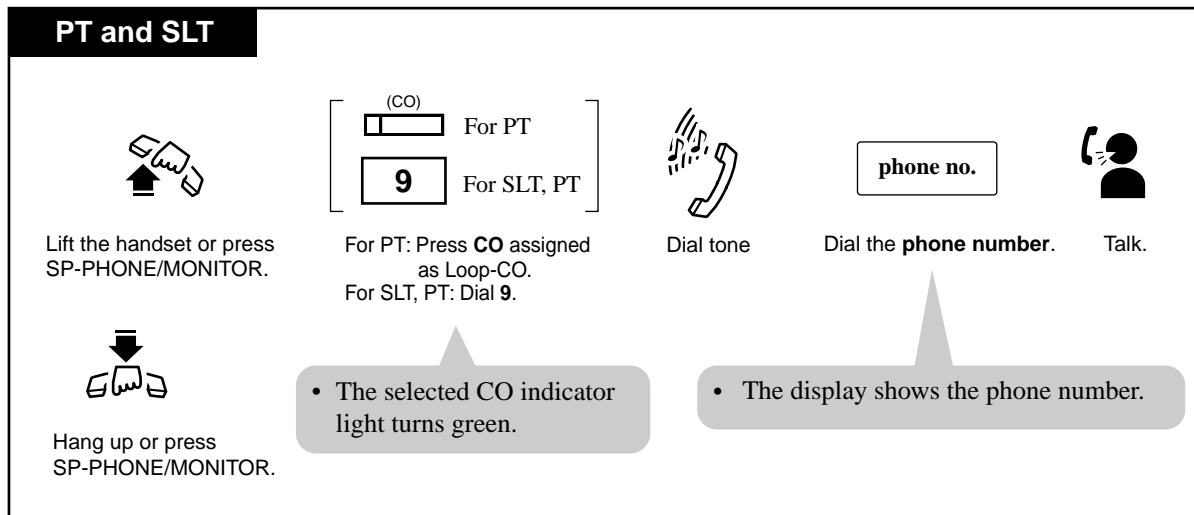 PT and SLT
(CO)
For PT
9
For SLT, PT
phone no.
Lift the handset or press
SP-PHONE/MONITOR.
For PT: Press CO assigned
as Loop-CO.
For SLT, PT: Dial 9.
Dial tone
Dial the phone number.
Talk.
• The selected CO indicator
light turns green.
• The display shows the phone number.
Hang up or press
SP-PHONE/MONITOR.